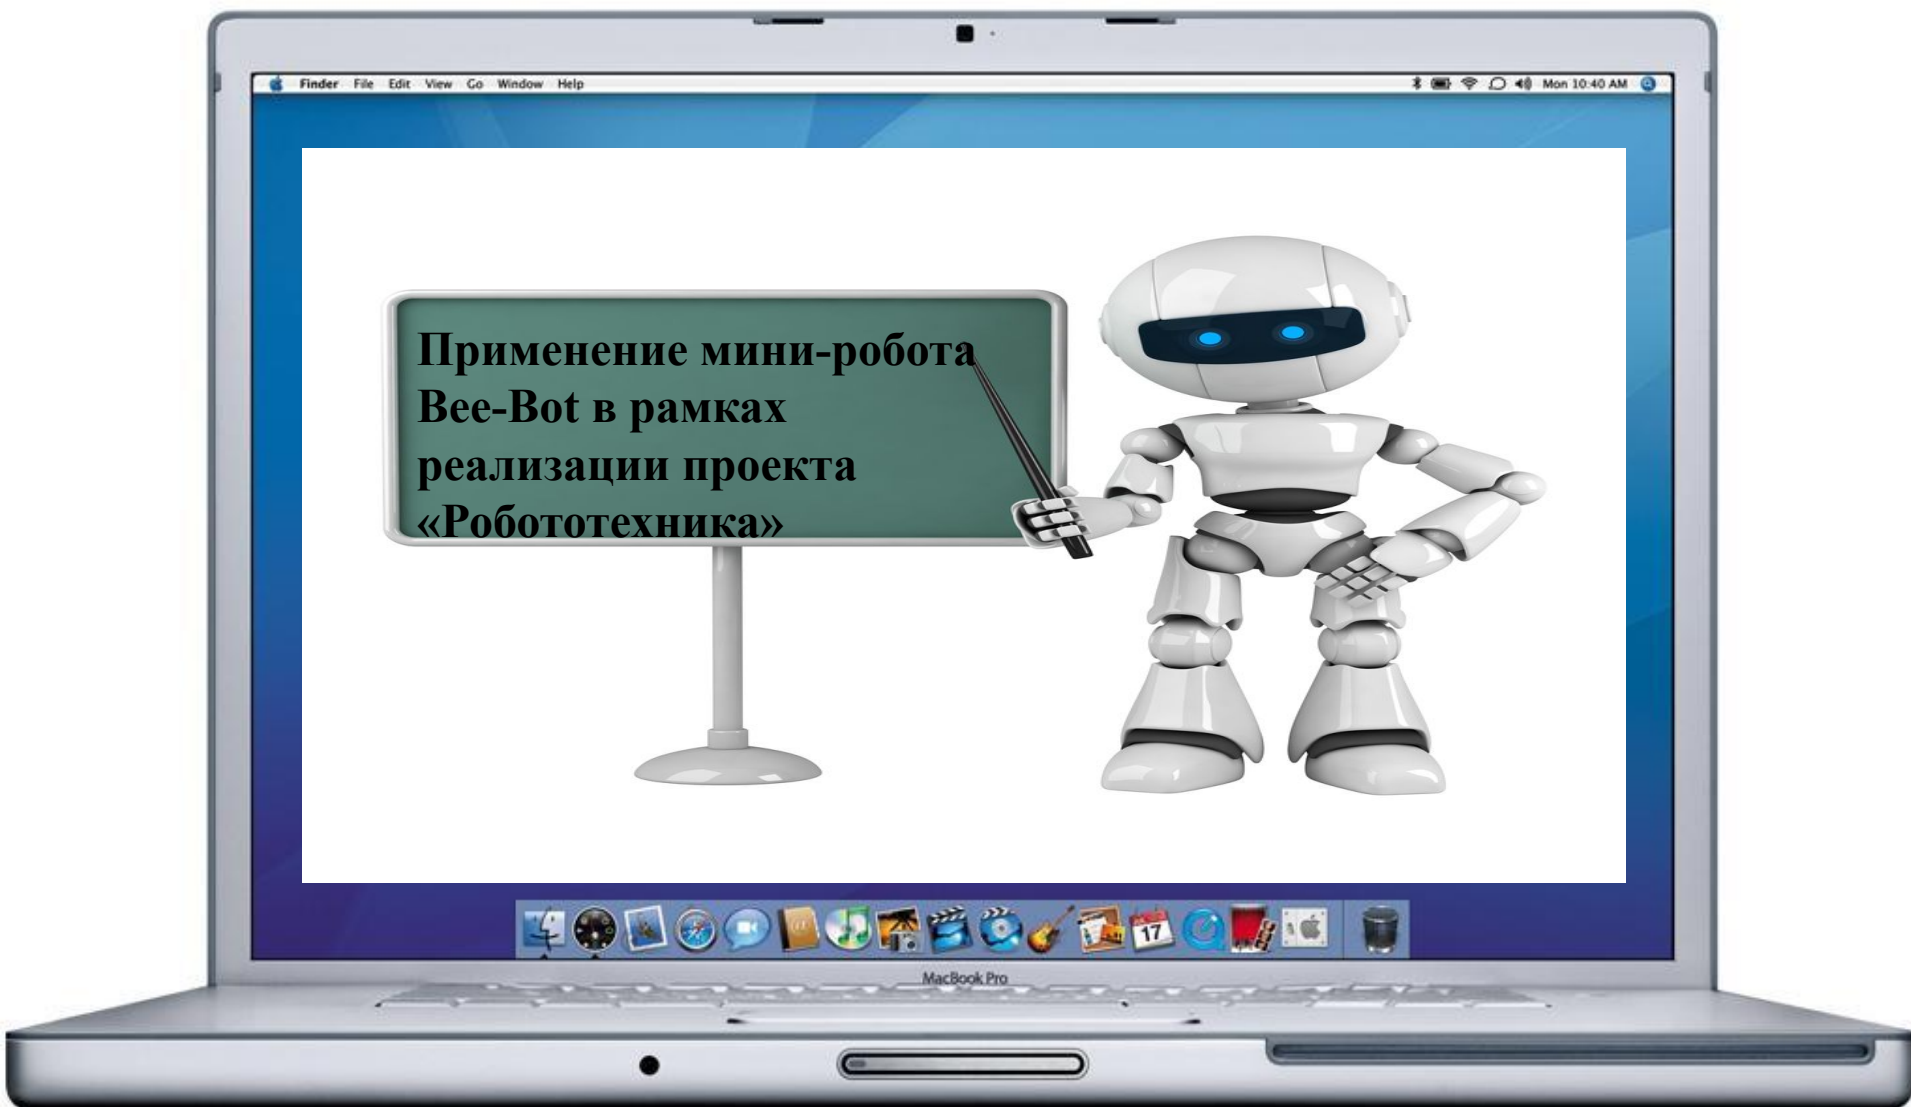 Finder File Edit View Go Window Help
Mon 10:40 AM
Применение мини-робота
Bee-Bot в рамках
реализации проекта
«Робототехника»
17
MacBook Pro